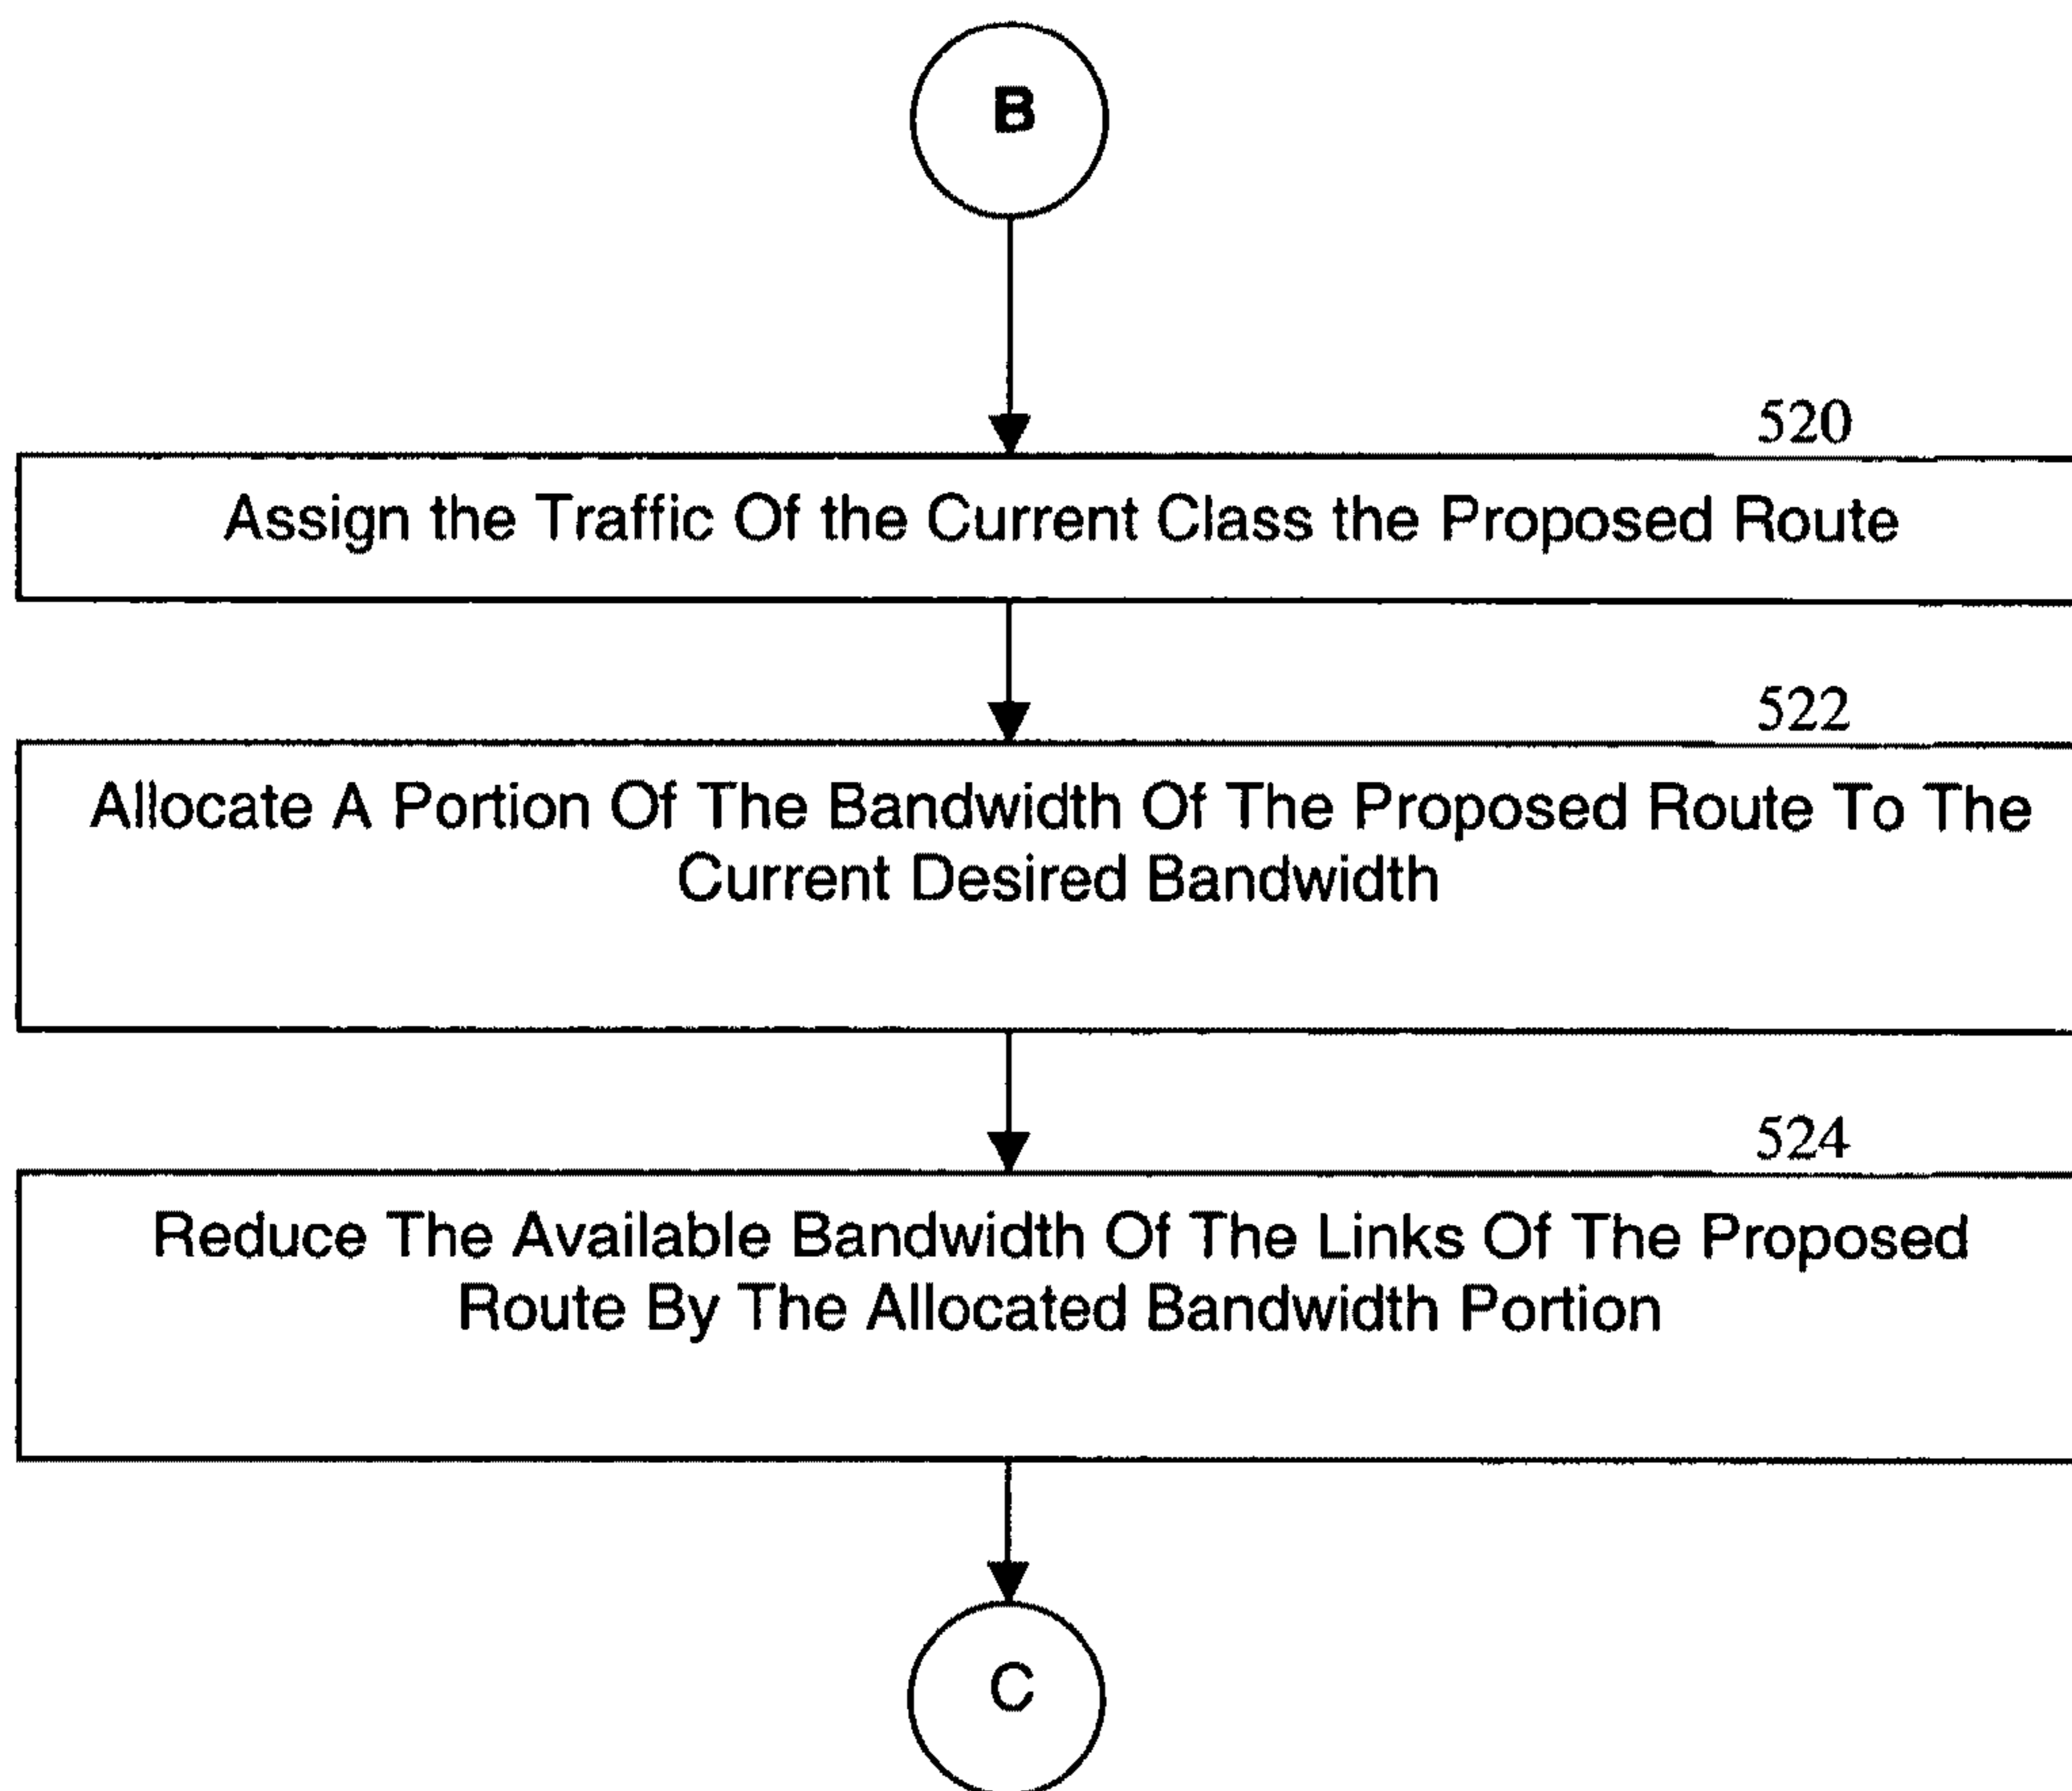 B
520
Assign the Traffic Of the Current Class the Proposed Route
522
Allocate A Portion Of The Bandwidth Of The Proposed Route To The
Current Desired Bandwidth
524
Reduce The Available Bandwidth Of The Links Of The Proposed
Route By The Allocated Bandwidth Portion
C